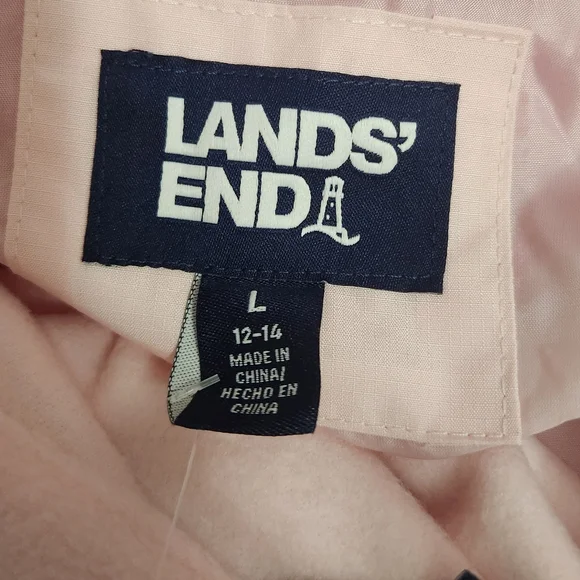 LANDS'
END
L
12-14
MADE IN
CHINA/
HECHO EN
CHINA